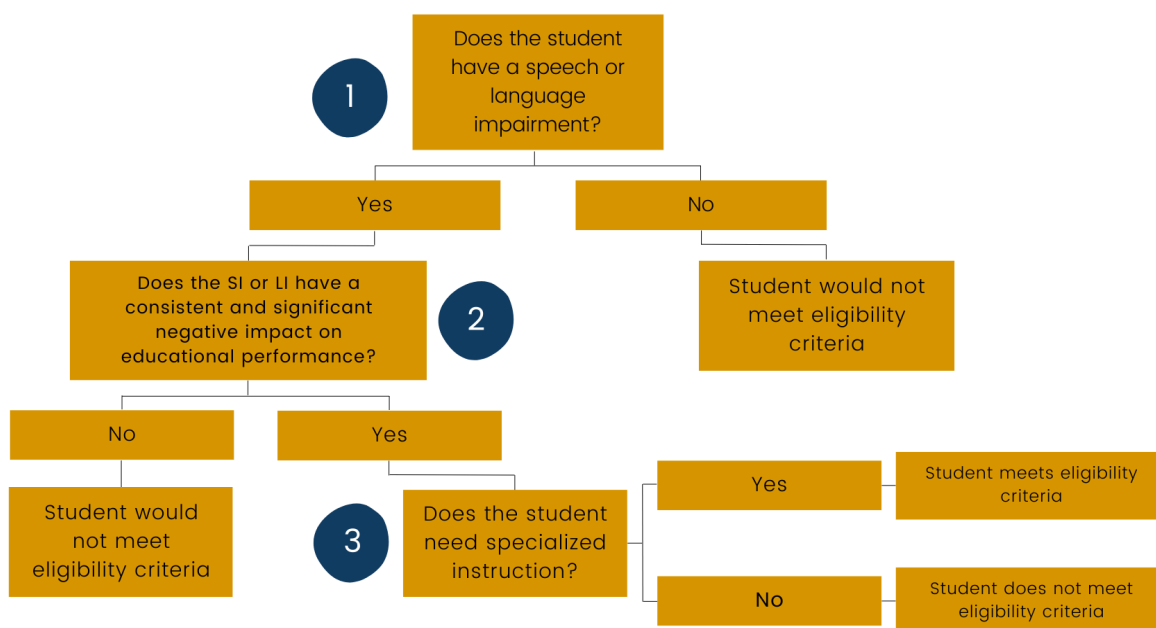 1
Does the student
have a speech or
language
impairment?
Yes
No
Does the SI or LI have a
consistent and significant
negative impact on
educational performance?
2
Student would not
meet eligibility
criteria
No
Yes
Student would
not meet
eligibility criteria
3
Does the student
need specialized
instruction?
Yes
Student meets eligibility
criteria
No
Student does not meet
eligibility criteria